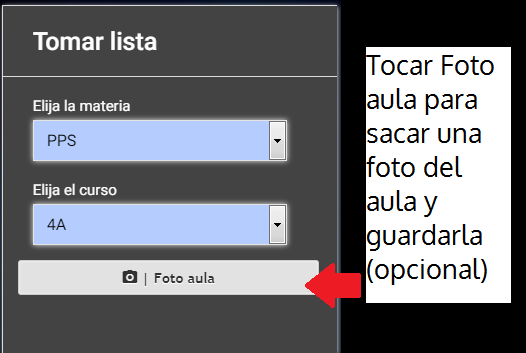 Tomar lista
Elija la materia
PPS
Elija el curso
4A
| Foto aula
Tocar Foto
aula para
sacar una
foto del
aula y
guardarla
(opcional)